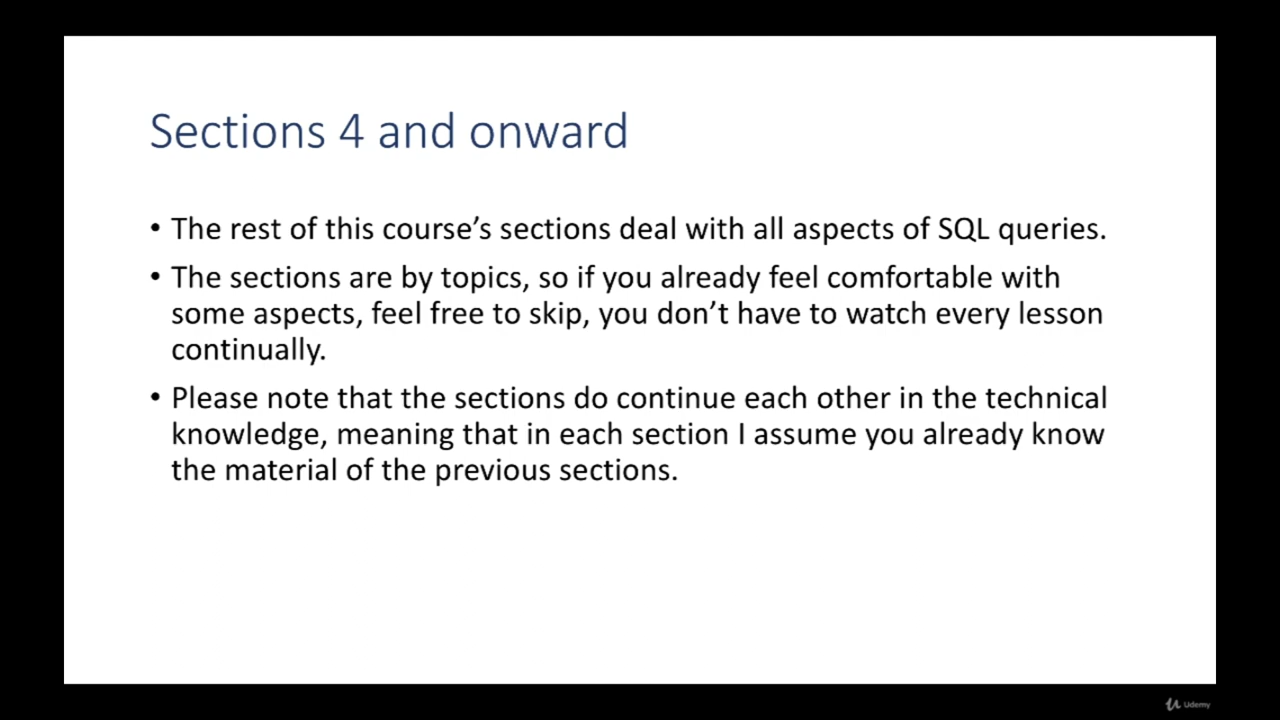 Sections 4 and onward
• The rest of this course’s sections deal with all aspects of SQL queries.
• The sections are by topics, so if you already feel comfortable with
some aspects, feel free to skip, you don’t have to watch every lesson
continually.
• Please note that the sections do continue each other in the technical
knowledge, meaning that in each section I assume you already know
the material of the previous sections.
Udemy